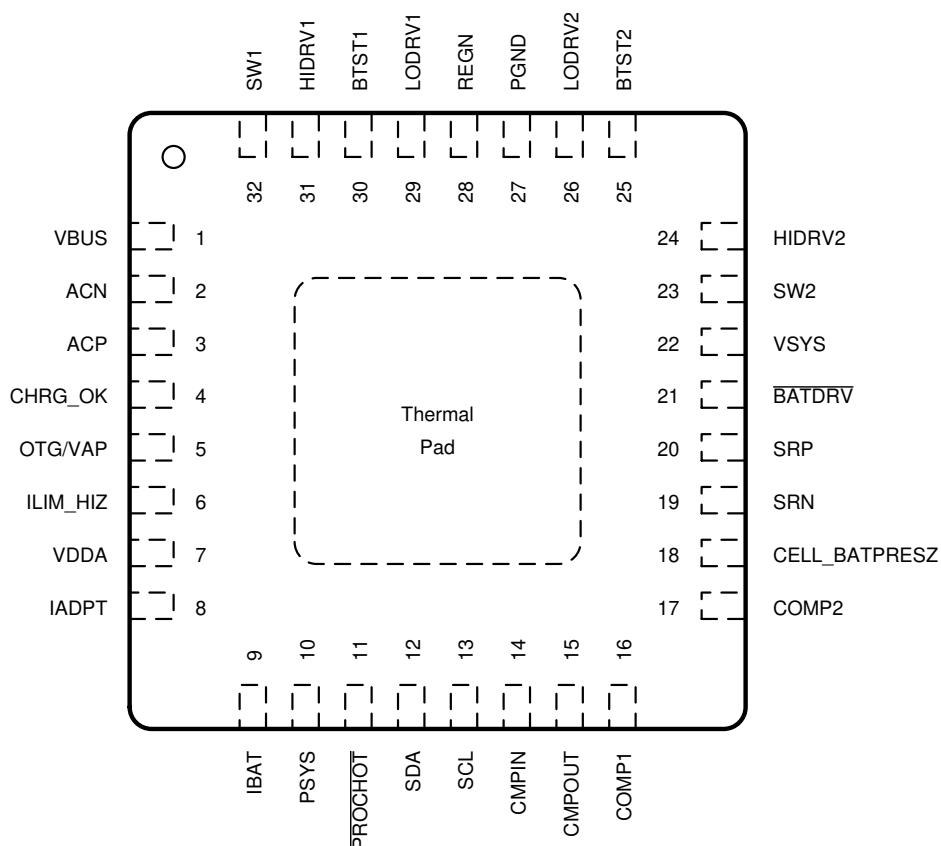 SW1
HIDRV1
BTST1
LODRV1
REGN
PGND
LODRV2
BTST2
32
31
30
29
28
27
26
25
VBUS 1
ACN 2
ACP 3
CHRG_OK 4
OTG/VAP 5
ILIM_HIZ 6
VDDA 7
IADPT 8
Thermal
Pad
24 HIDRV2
23 SW2
22 VSYS
21 BATDRV
20 SRP
19 SRN
18 CELL_BATPRESZ
17 COMP2
9
10
11
12
13
14
15
16
IBAT
PSYS
PROCHOT
SDA
SCL
CMPIN
CMPOUT
COMP1